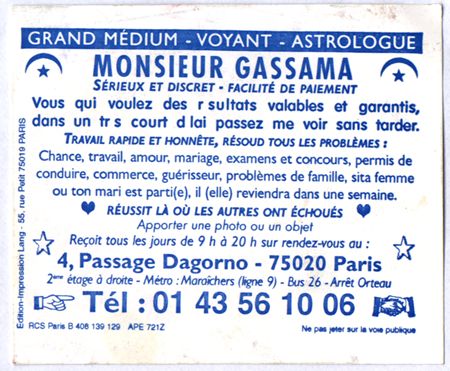 GRAND MÉDIUM - VOYANT - ASTROLOGUE
MONSIEUR GASSAMA
SÉRIEUX ET DISCRET - FACILITÉ DE PAIEMENT
Vous qui voulez des r sultats valables et garantis,
dans un tr s court d lai passez me voir sans tarder.
TRAVAIL RAPIDE ET HONNÊTE, RÉSOUD TOUS LES PROBLÈMES :
Chance, travail, amour, mariage, examens et concours, permis de
conduire, commerce, guérisseur, problèmes de famille, sita femme
ou ton mari est parti(e), il (elle) reviendra dans une semaine.
RÉUSSIT LÀ OÙ LES AUTRES ONT ÉCHOUÉS
Apporter une photo ou un objet
Reçoit tous les jours de 9 h à 20 h sur rendez-vous au :
4, Passage Dagorno - 75020 Paris
2ème étage à droite - Métro : Maraîchers (ligne 9) - Bus 26 - Arrêt Orteau
Tél : 01 43 56 10 06
RCS Paris B 408 139 129 APE 721Z
Ne pas jeter sur la voie publique
Edition-Impression Lang - 55, rue Petit 75019 PARIS